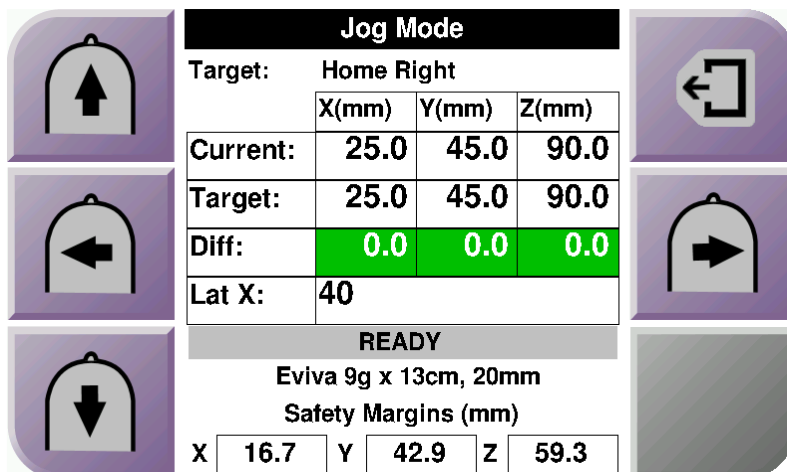 Jog Mode
Target: Home Right
X(mm) Y(mm) Z(mm)
Current: 25.0 45.0 90.0
Target: 25.0 45.0 90.0
Diff: 0.0 0.0 0.0
Lat X: 40
READY
Eviva 9g x 13cm, 20mm
Safety Margins (mm)
X 16.7 Y 42.9 Z 59.3